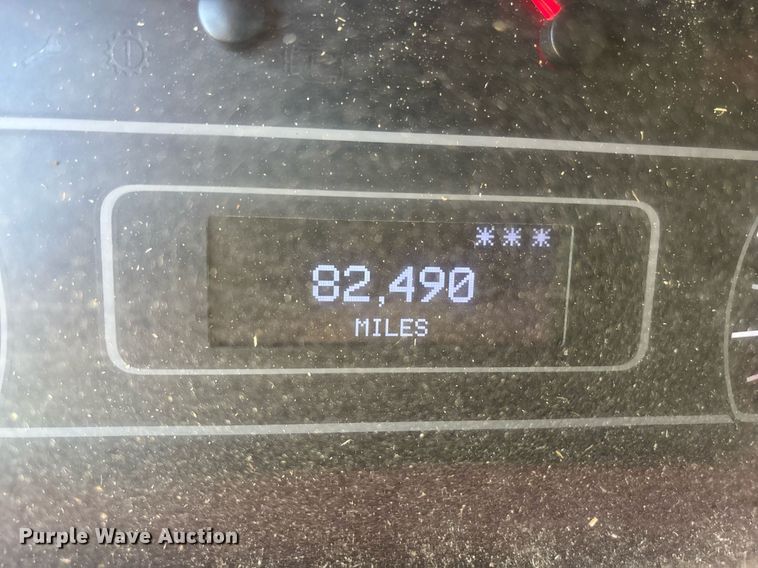 ***
82,490
MILES
Purple Wave Auction